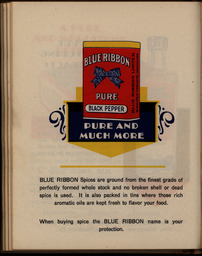 BLUE RIBBON
PURE
BLACK PEPPER
PURE AND
MUCH MORE
BLUE RIBBON Spices are ground from the finest grade of
perfectly formed whole stock and no broken shell or dead
spice is used. It is also packed in tins where those rich
aromatic oils are kept fresh to flavor your food.
When buying spice the BLUE RIBBON name is your
protection.